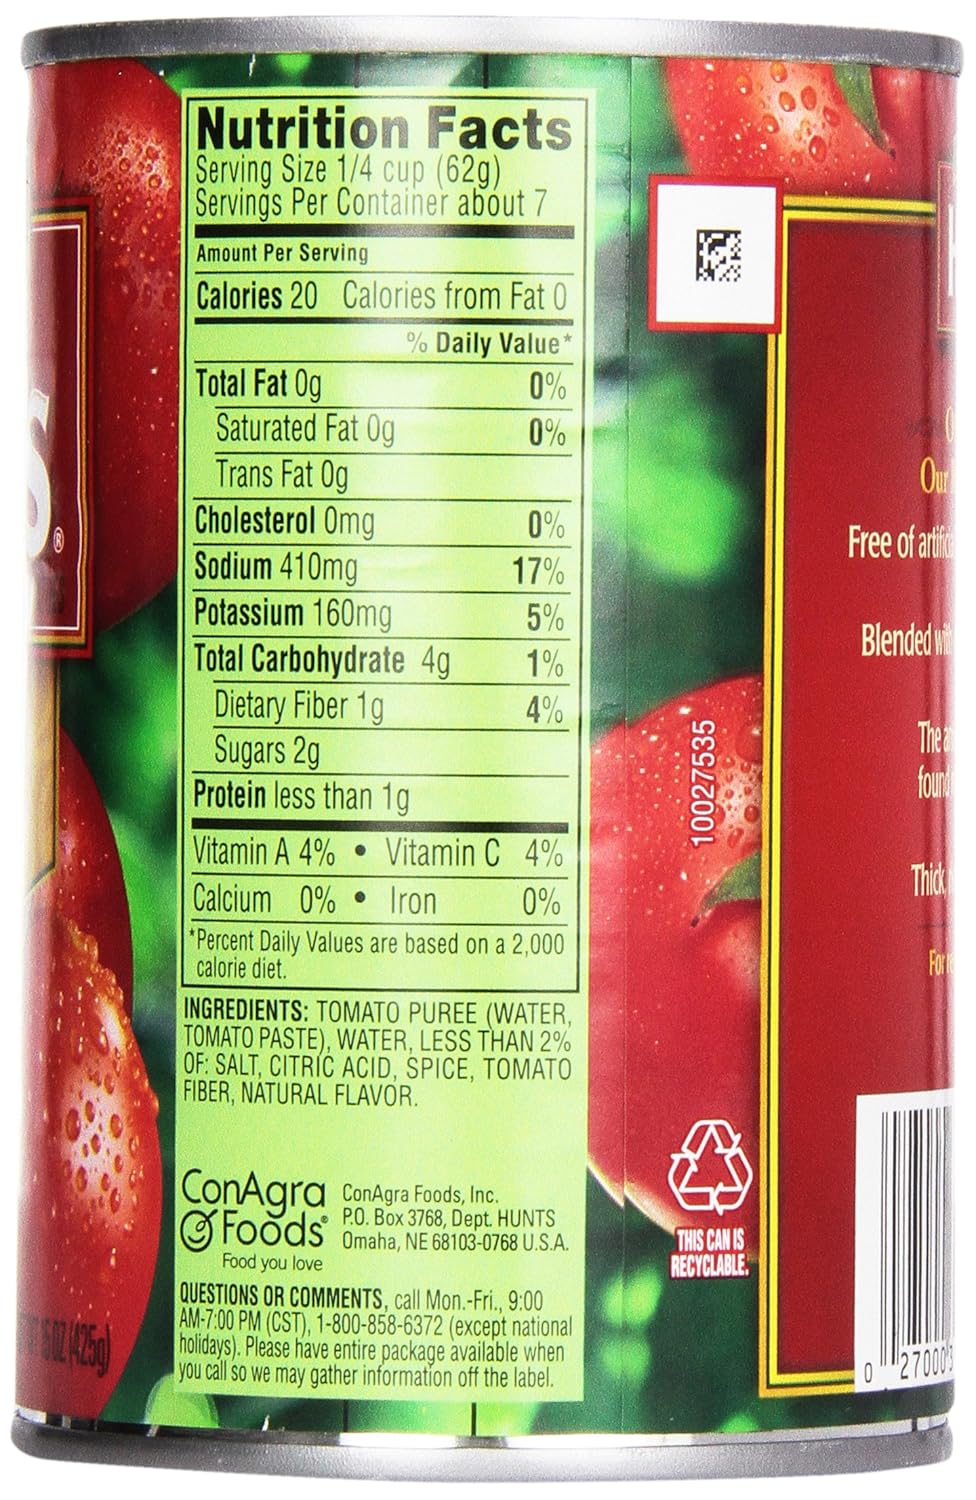 Nutrition Facts
Serving Size 1/4 cup (62g)
Servings Per Container about 7
Amount Per Serving
Calories 20 Calories from Fat 0
% Daily Value*
Total Fat 0g 0%
Saturated Fat 0g 0%
Trans Fat 0g
Cholesterol 0mg 0%
Sodium 410mg 17%
Potassium 160mg 5%
Total Carbohydrate 4g 1%
Dietary Fiber 1g 4%
Sugars 2g
Protein less than 1g
Vitamin A 4% • Vitamin C 4%
Calcium 0% • Iron 0%
*Percent Daily Values are based on a 2,000
calorie diet.
INGREDIENTS: TOMATO PUREE (WATER,
TOMATO PASTE), WATER, LESS THAN 2%
OF: SALT, CITRIC ACID, SPICE, TOMATO
FIBER, NATURAL FLAVOR.
ConAgra
Foods®
Food you love
ConAgra Foods, Inc.
P.O. Box 3768, Dept. HUNTS
Omaha, NE 68103-0768 U.S.A.
QUESTIONS OR COMMENTS, call Mon.-Fri., 9:00
AM-7:00 PM (CST), 1-800-858-6372 (except national
holidays). Please have entire package available when
you call so we may gather information off the label.
S®
15 OZ (425g)
10027535
THIS CAN IS
RECYCLABLE.
Our
Free of
Blended
The
found
Thick,
For
0 27000